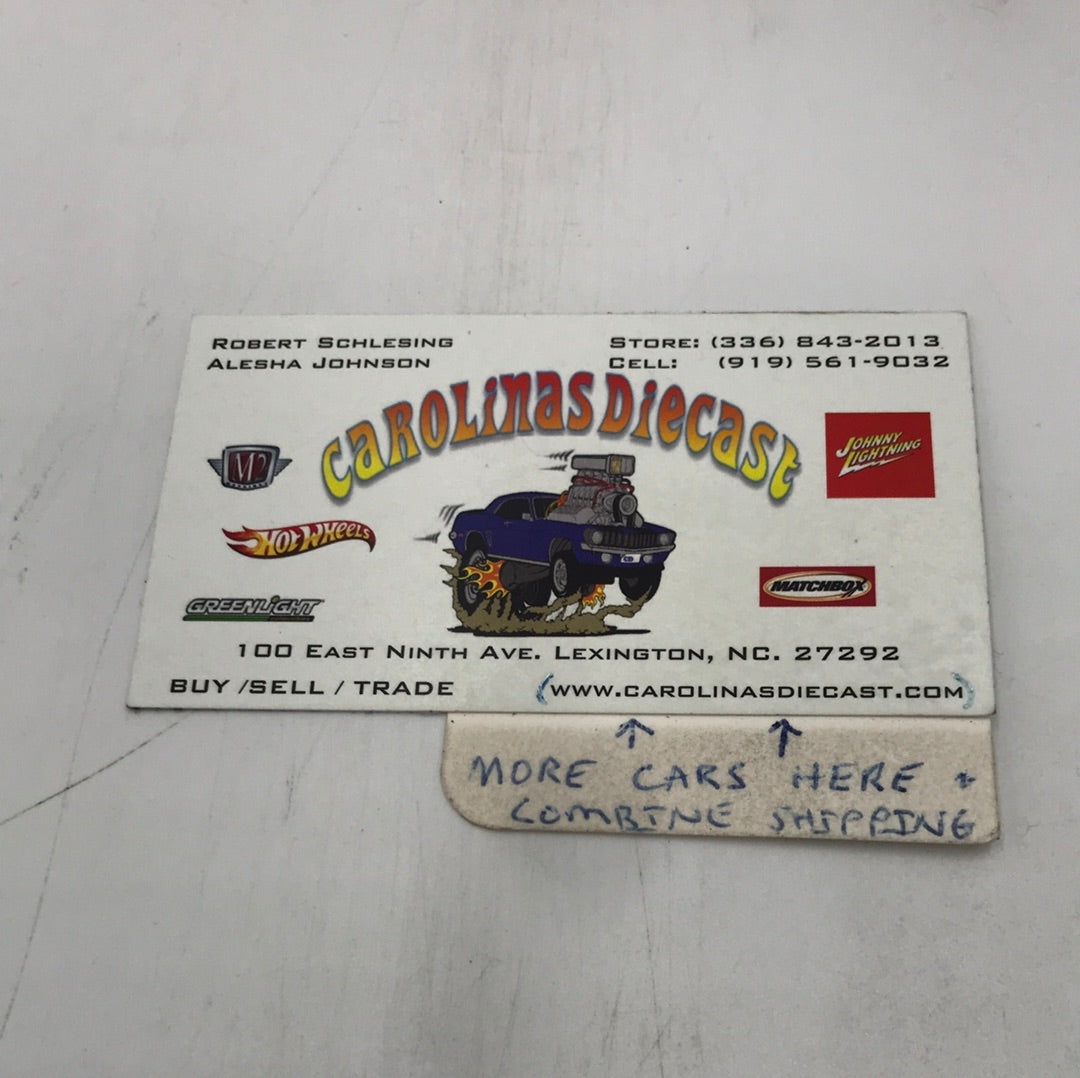 ROBERT SCHLESING
ALESHA JOHNSON
STORE: (336) 843-2013
CELL: (919) 561-9032
CAROLINAS DIECAST
M2
JOHNNY LIGHTNING
HOT WHEELS
MATCHBOX
GREENLIGHT
100 EAST NINTH AVE. LEXINGTON, NC. 27292
BUY /SELL / TRADE
(WWW.CAROLINASDIECAST.COM)
MORE CARS HERE +
COMBINE SHIPPING